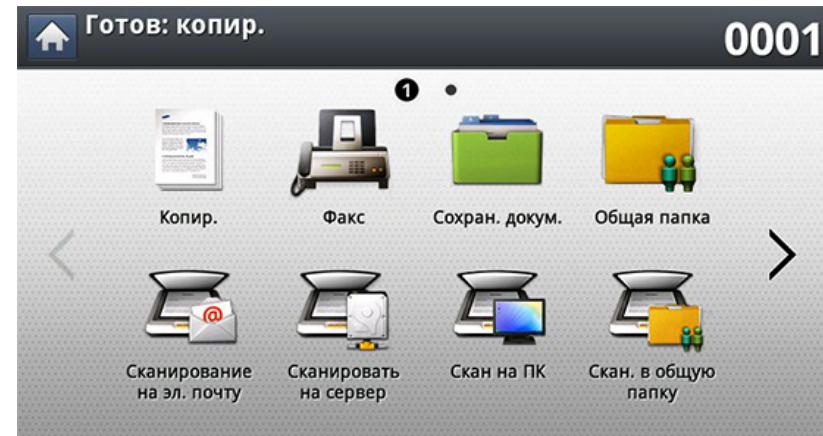 Готов: копир.
0001
1
Копир.
Факс
Сохран. докум.
Общая папка
Сканирование
на эл. почту
Сканировать
на сервер
Скан на ПК
Скан. в общую
папку